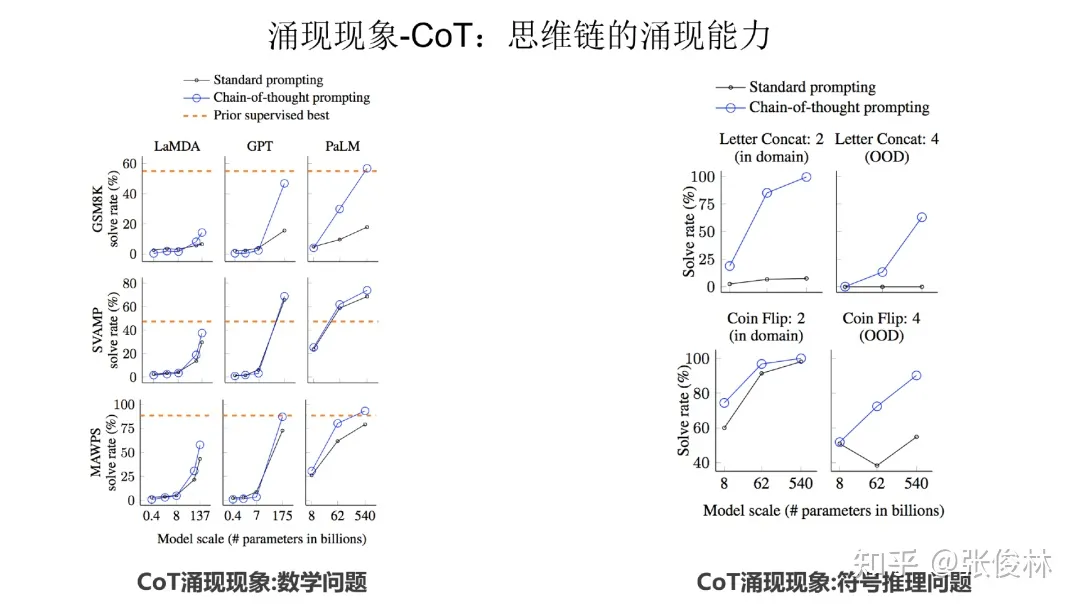 涌现现象-CoT：思维链的涌现能力
Standard prompting
Chain-of-thought prompting
Prior supervised best
LaMDA GPT PaLM
GSM8K
solve rate (%)
60
40
20
0
SVAMP
solve rate (%)
80
60
40
20
0
MAWPS
solve rate (%)
100
75
50
25
0
0.4 8 137 0.4 7 175 8 62 540
Model scale (# parameters in billions)
CoT涌现现象:数学问题
Standard prompting
Chain-of-thought prompting
Letter Concat: 2
(in domain)
Letter Concat: 4
(OOD)
Solve rate (%)
100
75
50
25
0
Coin Flip: 2
(in domain)
Coin Flip: 4
(OOD)
Solve rate (%)
100
80
60
40
8 62 540 8 62 540
Model scale (# parameters in billions)
CoT涌现现象:符号推理问题
知乎 @张俊林